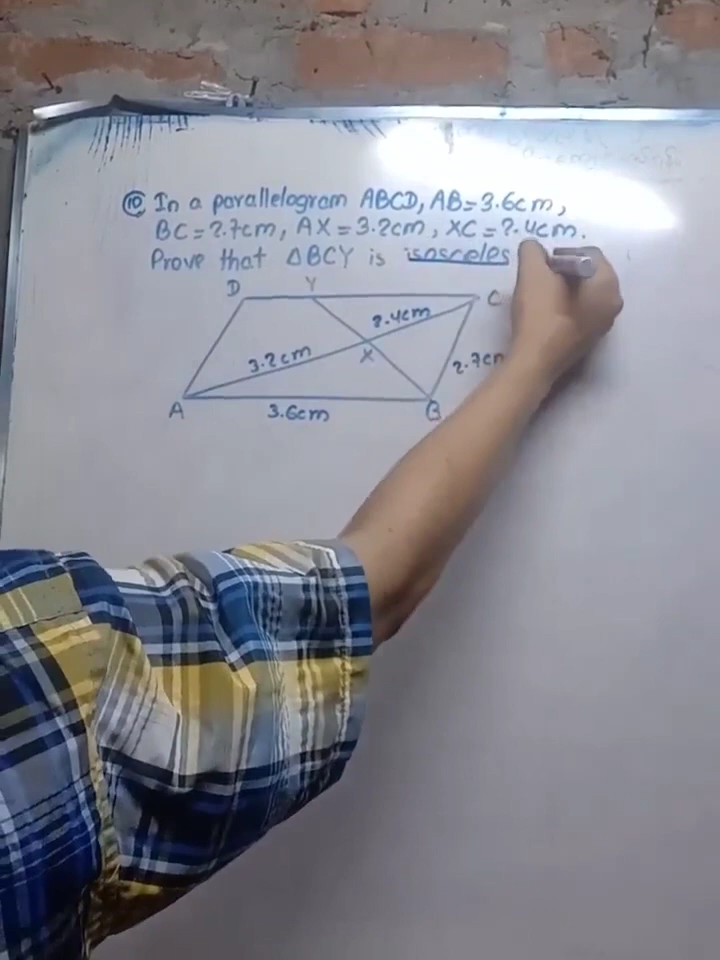 ⑩ In a parallelogram ABCD, AB=3.6cm,
BC=2.7cm, AX=3.2cm, XC=2.4cm.
Prove that ΔBCY is isosceles
D Y C
2.4cm
3.2cm X 2.7cm
A 3.6cm B